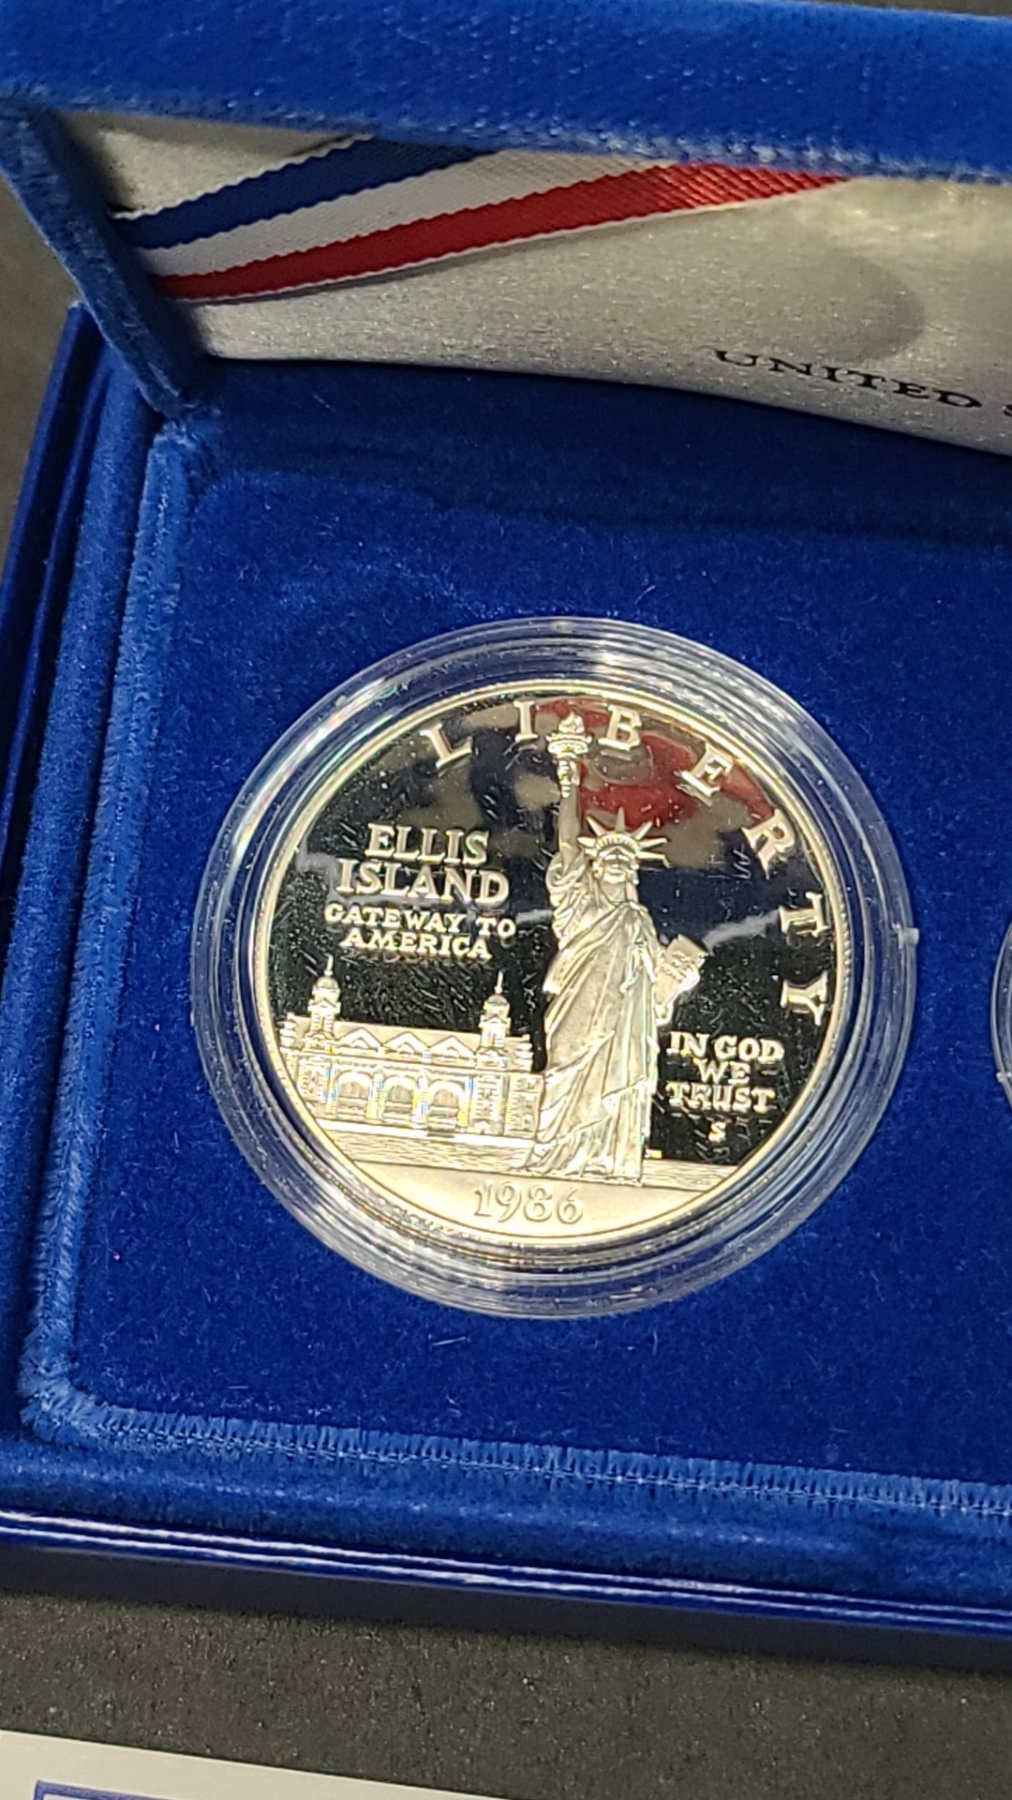 UNITED
LIBERTY
ELLIS
ISLAND
GATEWAY TO
AMERICA
IN GOD
WE
TRUST
S
1986